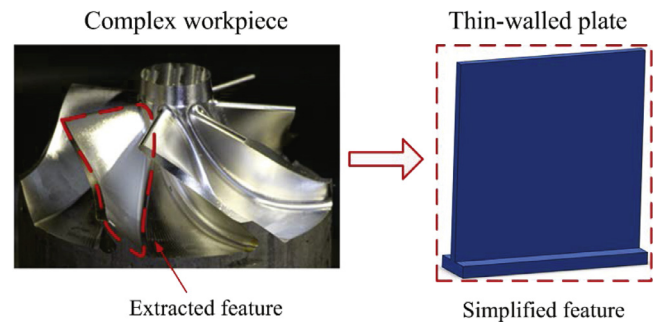 Complex workpiece
Thin-walled plate
Extracted feature
Simplified feature